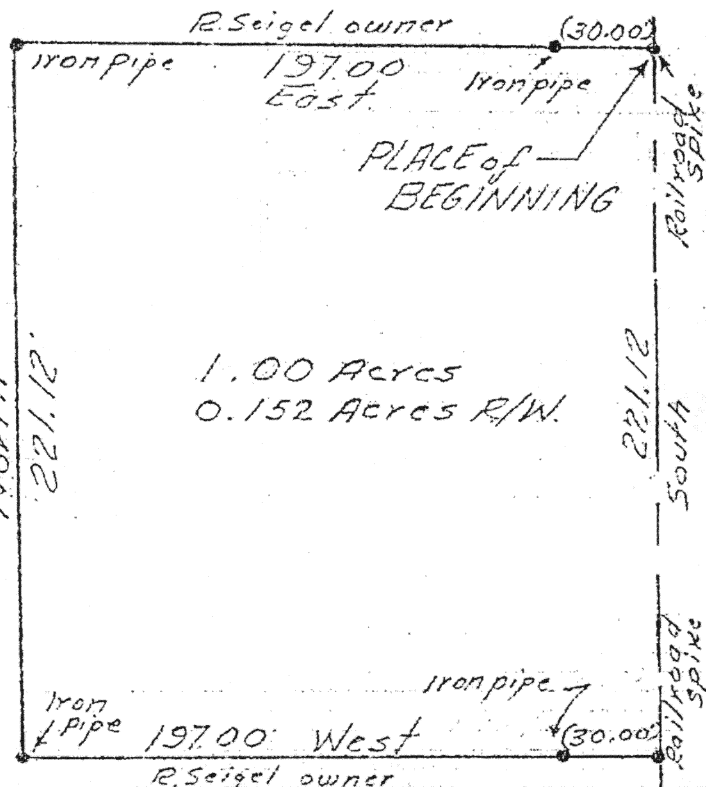 R. Seigel owner
(30.00')
Iron pipe
197.00
East.
Iron pipe
Railroad
Spike
PLACE of
BEGINNING
1.00 Acres
0.152 Acres R/W.
North
221.12'
221.12
South
Iron
Pipe
197.00 West
Iron pipe
(30.00')
Railroad
Spike
R. Seigel owner